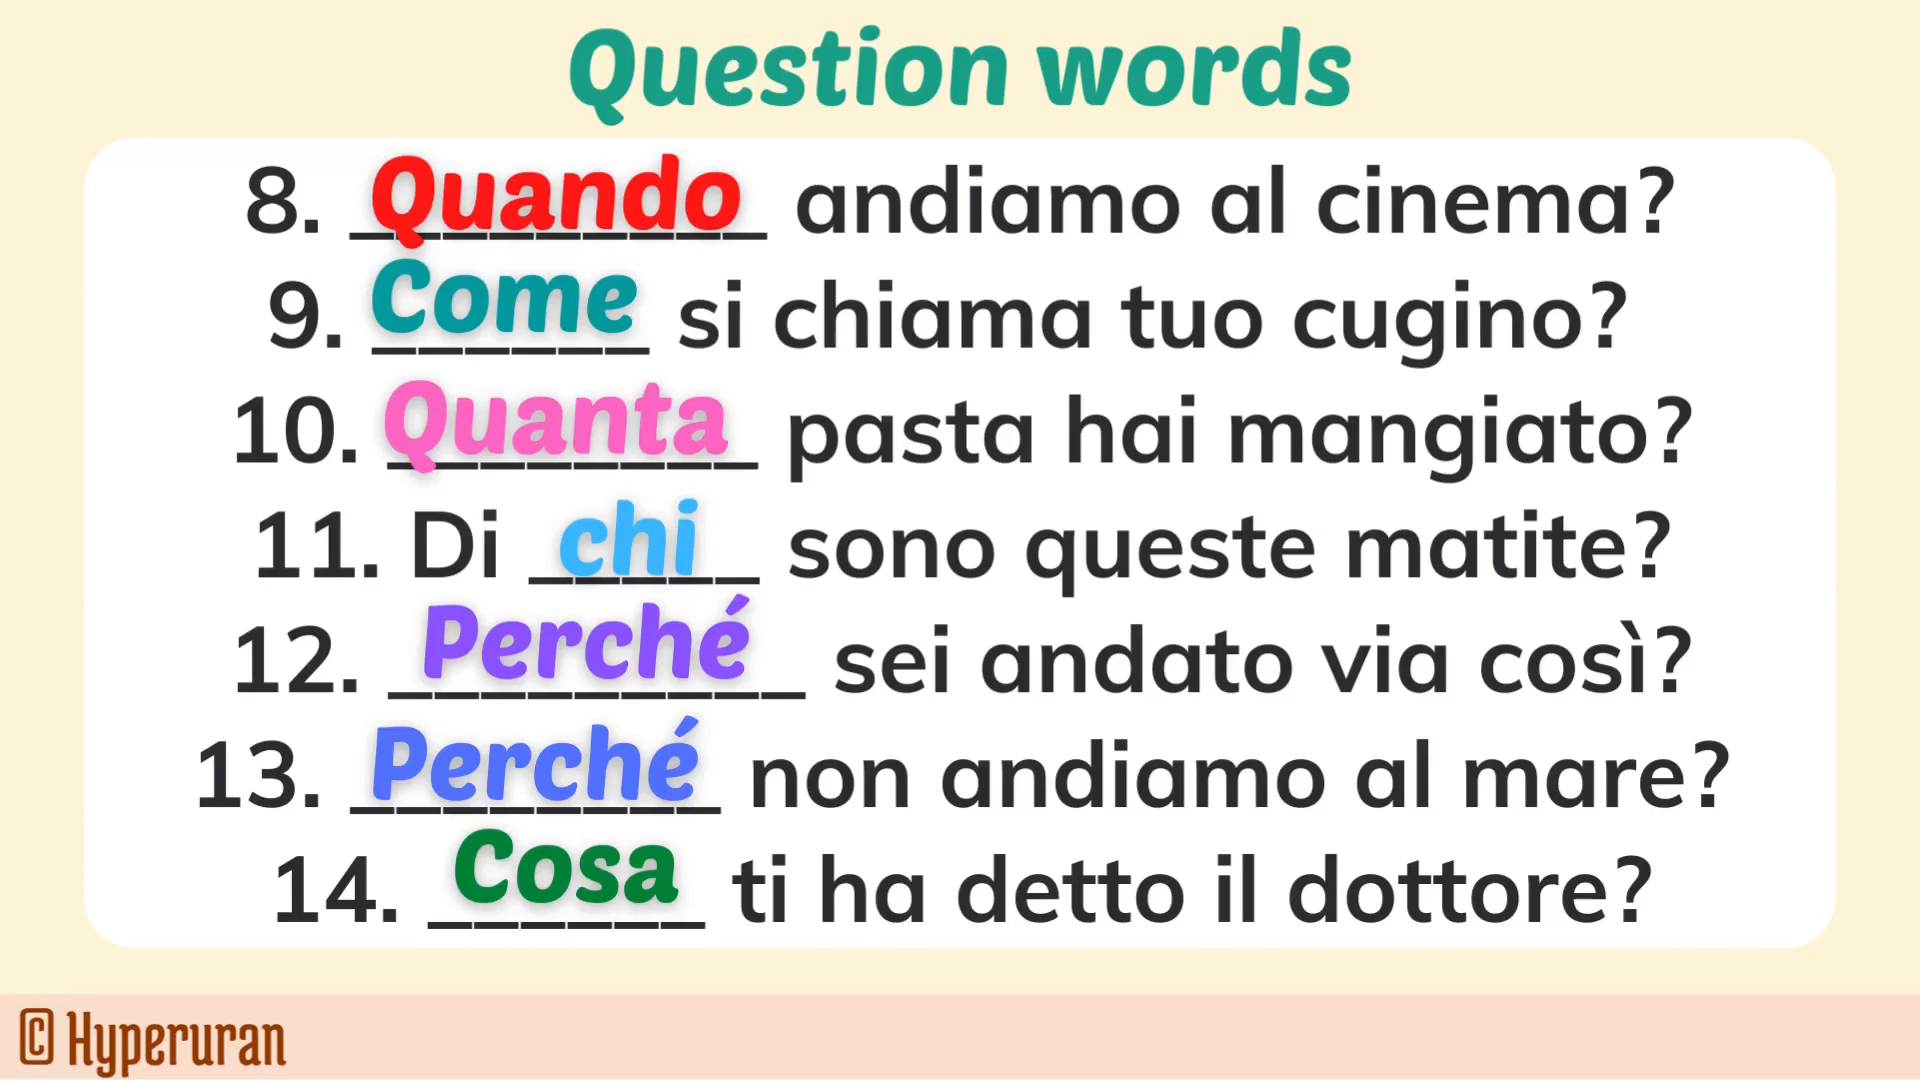 Question words
8. Quando andiamo al cinema?
9. Come si chiama tuo cugino?
10. Quanta pasta hai mangiato?
11. Di chi sono queste matite?
12. Perché sei andato via così?
13. Perché non andiamo al mare?
14. Cosa ti ha detto il dottore?
© Hyperuran